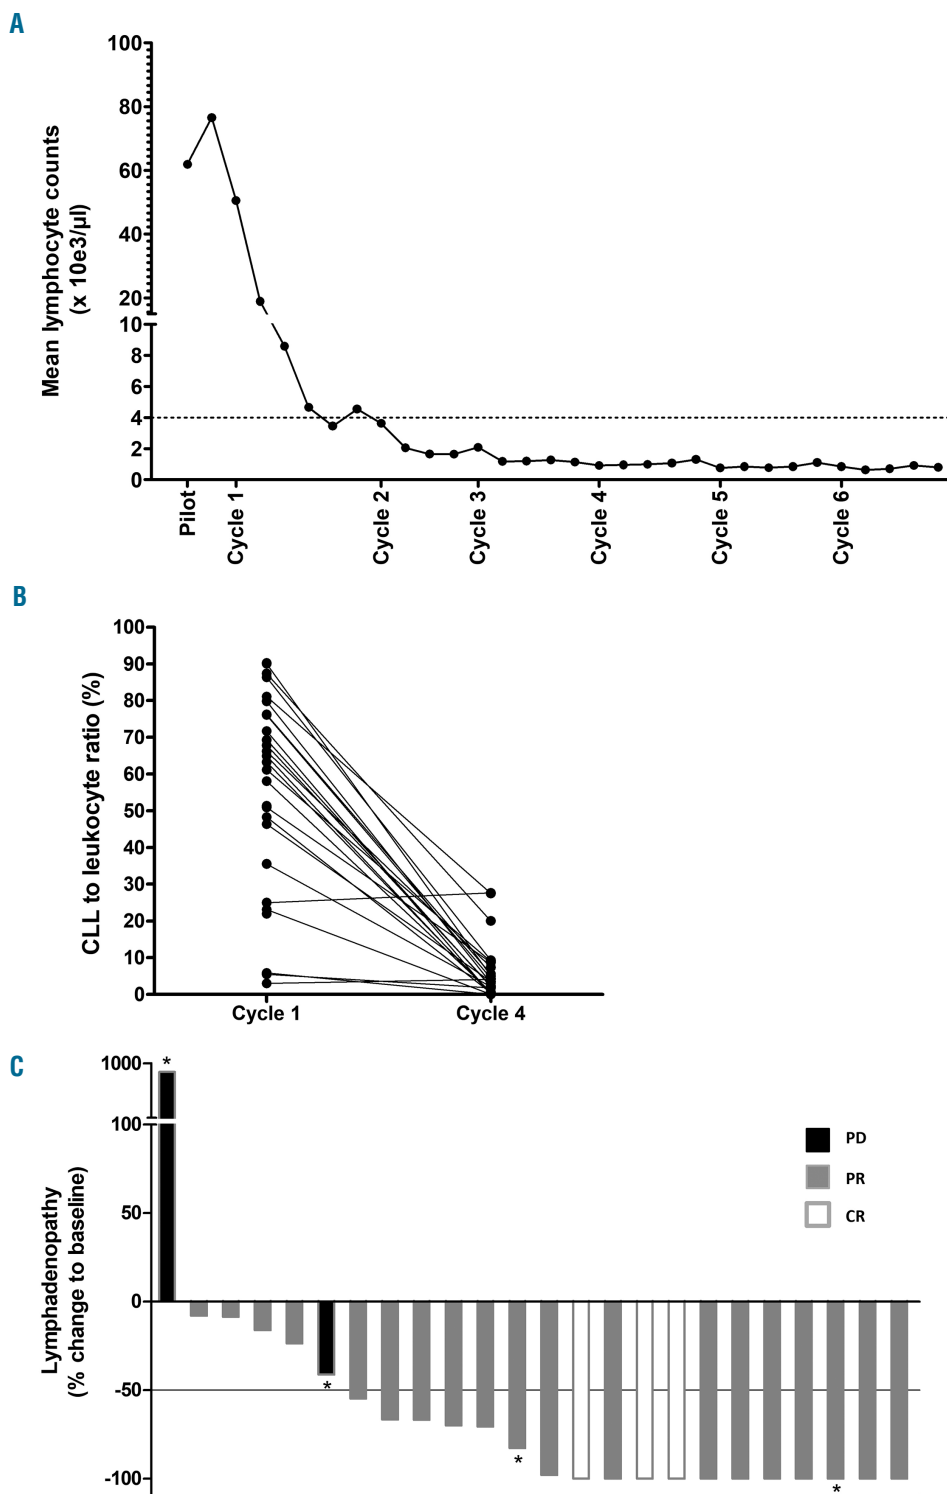 A
Mean lymphocyte counts
(x 10e3/µl)
100
80
60
40
20
10
8
6
4
2
0
Pilot
Cycle 1
Cycle 2
Cycle 3
Cycle 4
Cycle 5
Cycle 6
B
CLL to leukocyte ratio (%)
100
90
80
70
60
50
40
30
20
10
0
Cycle 1
Cycle 4
C
Lymphadenopathy
(% change to baseline)
1000
100
50
0
-50
-100
*
*
*
*
PD
PR
CR